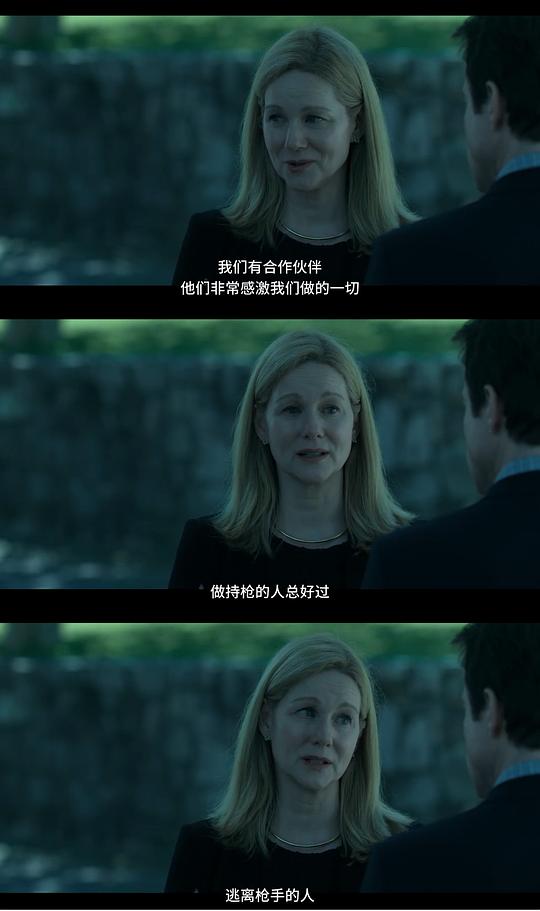 我们有合作伙伴
他们非常感激我们做的一切
做持枪的人总好过
逃离枪手的人